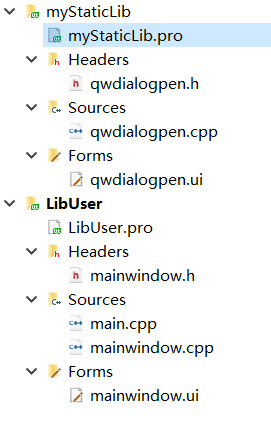 myStaticLib
myStaticLib.pro
Headers
qwdialogpen.h
Sources
qwdialogpen.cpp
Forms
qwdialogpen.ui
LibUser
LibUser.pro
Headers
mainwindow.h
Sources
main.cpp
mainwindow.cpp
Forms
mainwindow.ui